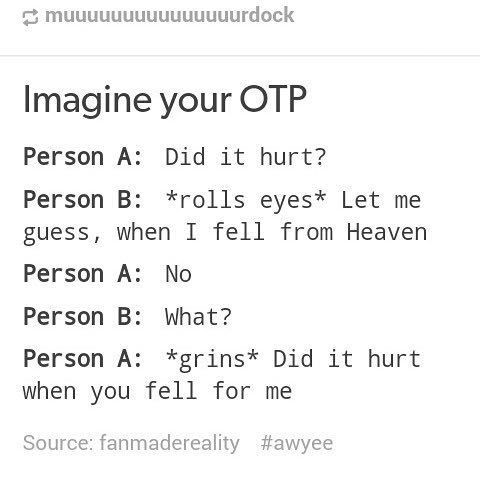 muuuuuuuuuuuuuuuurdock
Imagine your OTP
Person A: Did it hurt?
Person B: *rolls eyes* Let me
guess, when I fell from Heaven
Person A: No
Person B: What?
Person A: *grins* Did it hurt
when you fell for me
Source: fanmadereality #awyee